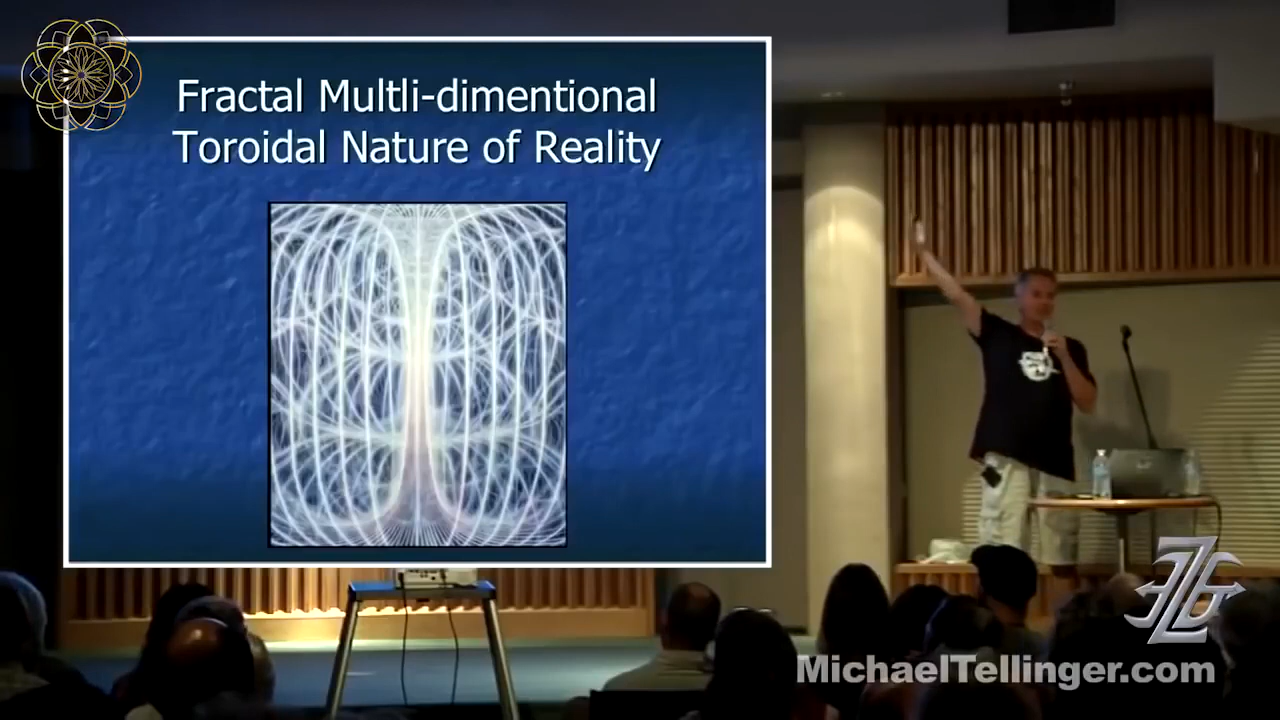 Fractal Multli-dimentional
Toroidal Nature of Reality
MichaelTellinger.com